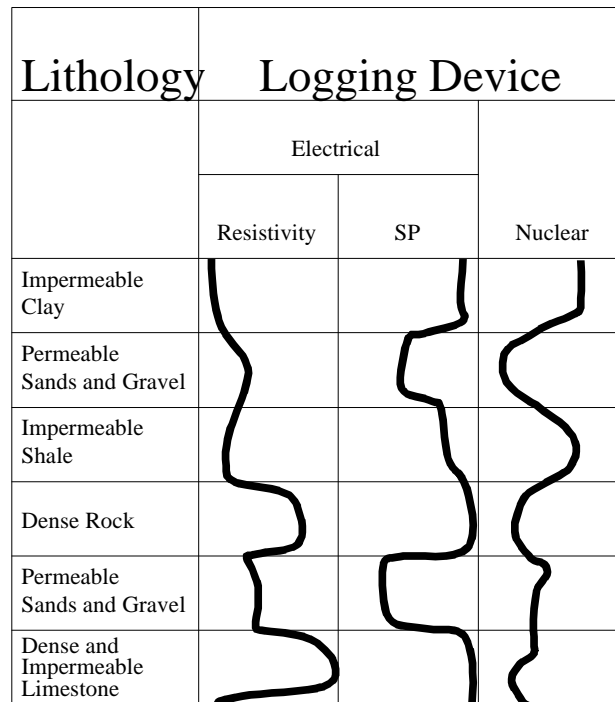 Lithology
Logging Device
Electrical
Resistivity
SP
Nuclear
Impermeable
Clay
Permeable
Sands and Gravel
Impermeable
Shale
Dense Rock
Permeable
Sands and Gravel
Dense and
Impermeable
Limestone